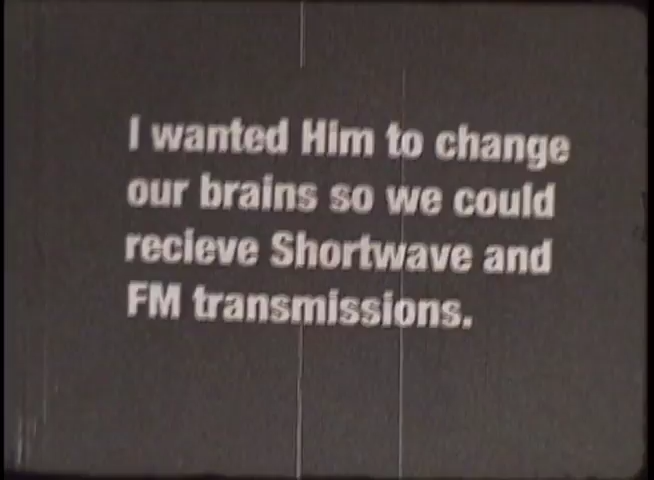 I wanted Him to change
our brains so we could
recieve Shortwave and
FM transmissions.